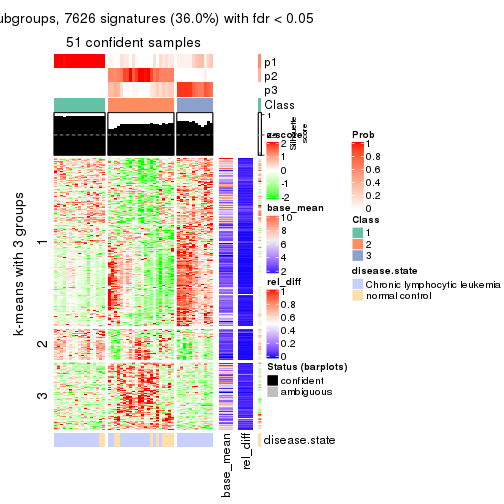 ubgroups, 7626 signatures (36.0%) with fdr < 0.05
51 confident samples
p1
p2
p3
Class
1
Silhouette
score
z-score
2
1
0
-1
-2
base_mean
10
8
6
4
2
rel_diff
1
0.8
0.6
0.4
0.2
0
Status (barplots)
confident
ambiguous
Prob
1
0.8
0.6
0.4
0.2
0
Class
1
2
3
disease.state
Chronic lymphocytic leukemia
normal control
k-means with 3 groups
1
2
3
disease.state
base_mean
rel_diff